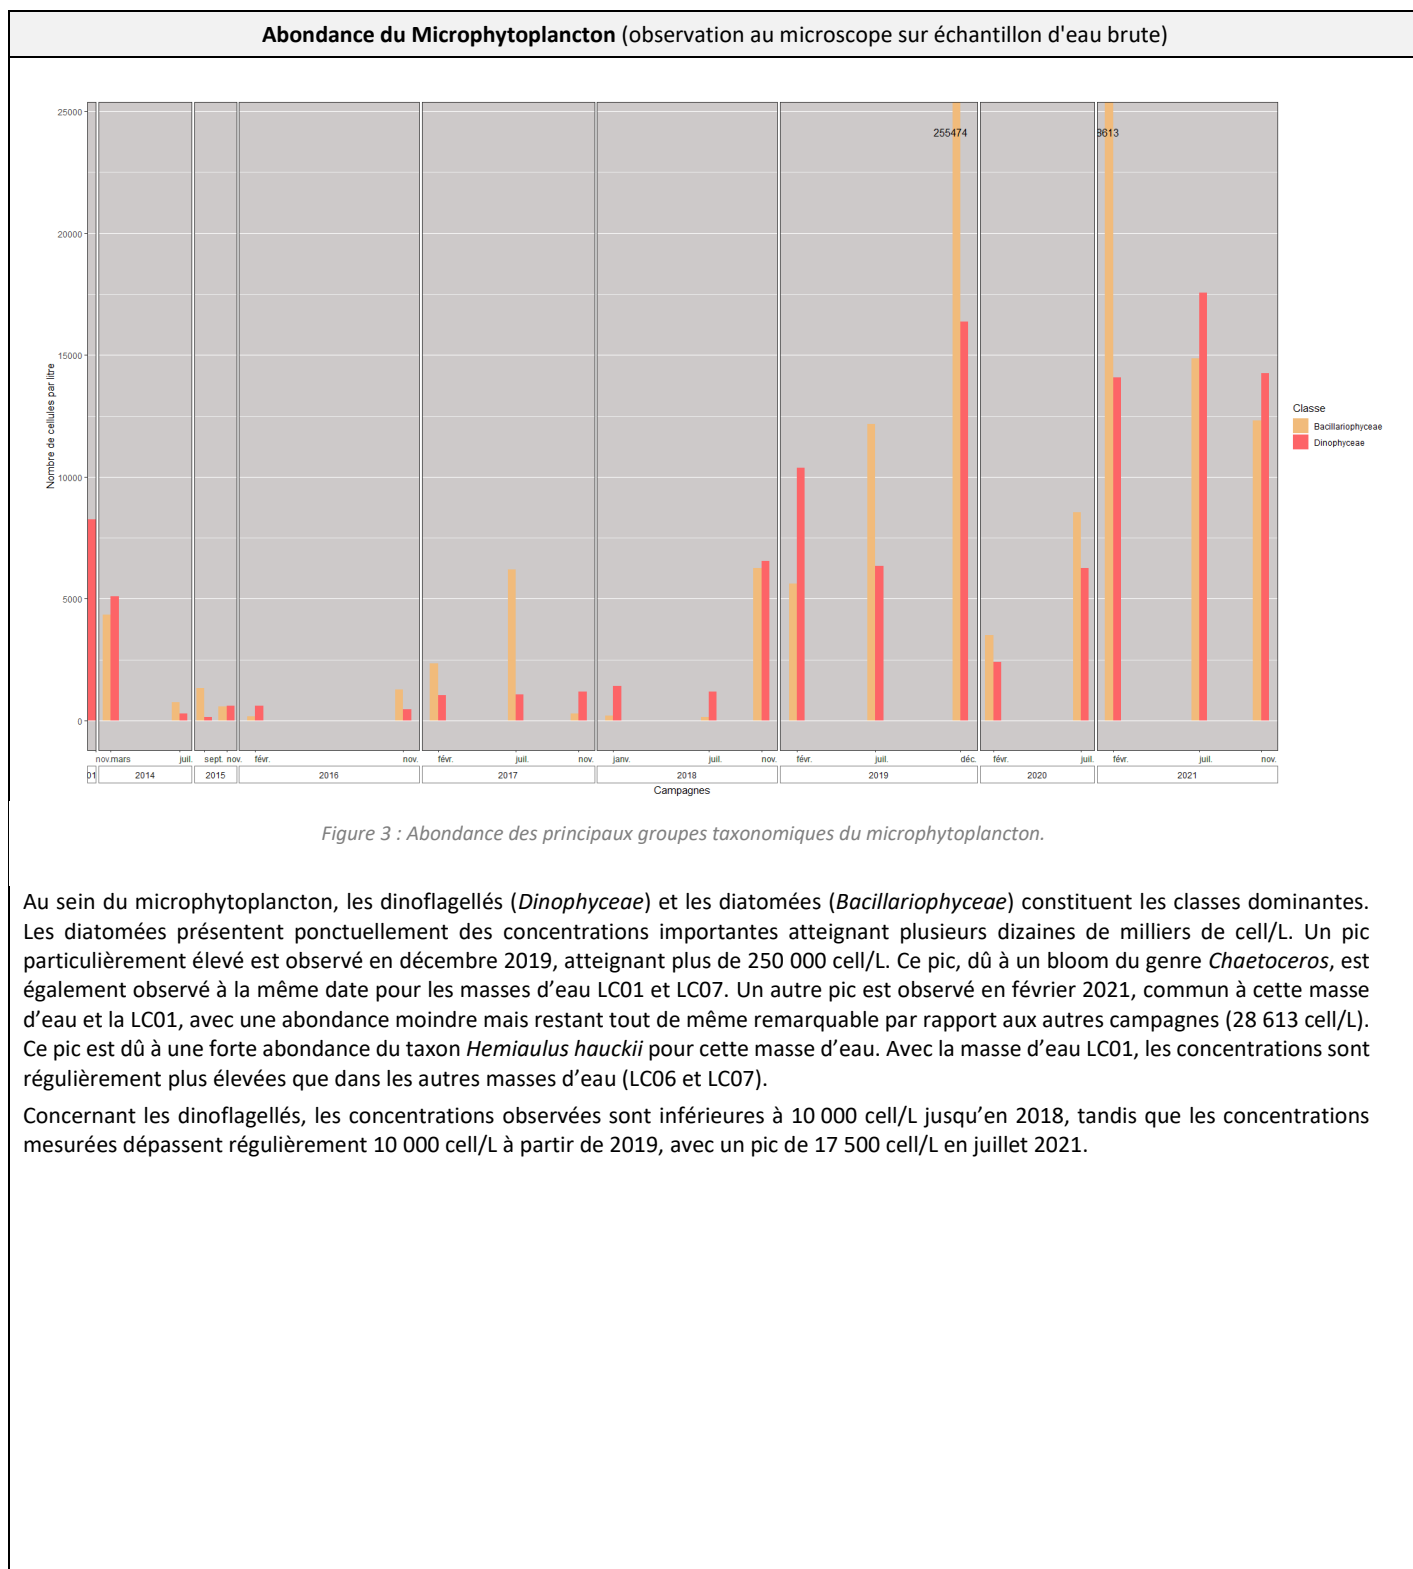 Abondance du Microphytoplancton (observation au microscope sur échantillon d'eau brute)
25000
20000
15000
10000
5000
0
Nombre de cellules par litre
255474
8613
Classe
Bacillariophyceae
Dinophyceae
nov. mars juil. sept. nov. févr. nov. févr. juil. nov. janv. juil. nov. févr. juil. déc. févr. juil. févr. juil. nov.
01 2014 2015 2016 2017 2018 2019 2020 2021
Campagnes
Figure 3 : Abondance des principaux groupes taxonomiques du microphytoplancton.
Au sein du microphytoplancton, les dinoflagellés (Dinophyceae) et les diatomées (Bacillariophyceae) constituent les classes dominantes.
Les diatomées présentent ponctuellement des concentrations importantes atteignant plusieurs dizaines de milliers de cell/L. Un pic
particulièrement élevé est observé en décembre 2019, atteignant plus de 250 000 cell/L. Ce pic, dû à un bloom du genre Chaetoceros, est
également observé à la même date pour les masses d’eau LC01 et LC07. Un autre pic est observé en février 2021, commun à cette masse
d’eau et la LC01, avec une abondance moindre mais restant tout de même remarquable par rapport aux autres campagnes (28 613 cell/L).
Ce pic est dû à une forte abondance du taxon Hemiaulus hauckii pour cette masse d’eau. Avec la masse d’eau LC01, les concentrations sont
régulièrement plus élevées que dans les autres masses d’eau (LC06 et LC07).
Concernant les dinoflagellés, les concentrations observées sont inférieures à 10 000 cell/L jusqu’en 2018, tandis que les concentrations
mesurées dépassent régulièrement 10 000 cell/L à partir de 2019, avec un pic de 17 500 cell/L en juillet 2021.